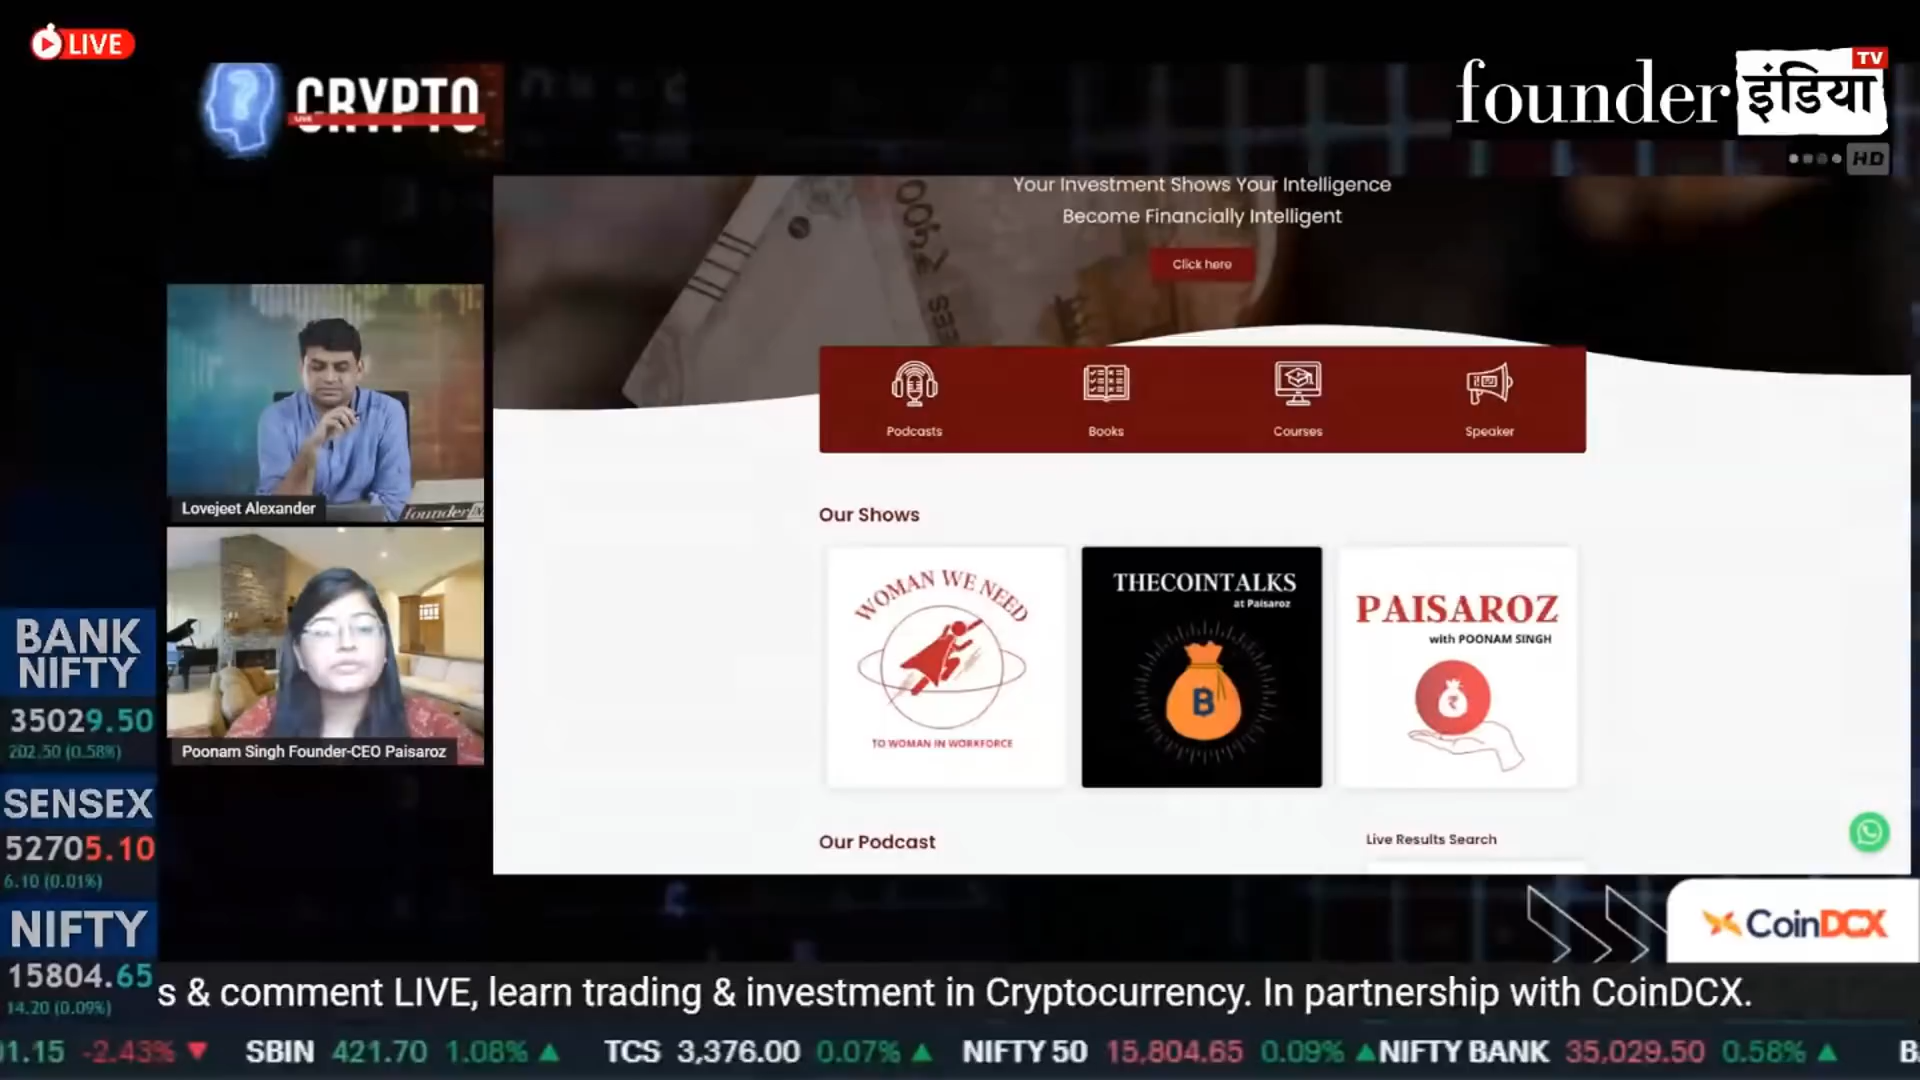 LIVE
CRYPTO
LIVE
founder इंडिया
TV
HD
Your Investment Shows Your Intelligence
Become Financially Intelligent
Click here
Podcasts
Books
Courses
Speaker
Our Shows
WOMAN WE NEED
TO WOMAN IN WORKFORCE
THECOINTALKS
at Paisaroz
B
PAISAROZ
with POONAM SINGH
₹
Our Podcast
Live Results Search
Lovejeet Alexander
founder
Poonam Singh Founder-CEO Paisaroz
BANK
NIFTY
35029.50
202.50 (0.58%)
SENSEX
52705.10
6.10 (0.01%)
NIFTY
15804.65
14.20 (0.09%)
CoinDCX
s & comment LIVE, learn trading & investment in Cryptocurrency. In partnership with CoinDCX.
1.15 -2.43% ▼ SBIN 421.70 1.08% ▲ TCS 3,376.00 0.07% ▲ NIFTY 50 15,804.65 0.09% ▲ NIFTY BANK 35,029.50 0.58% ▲ B